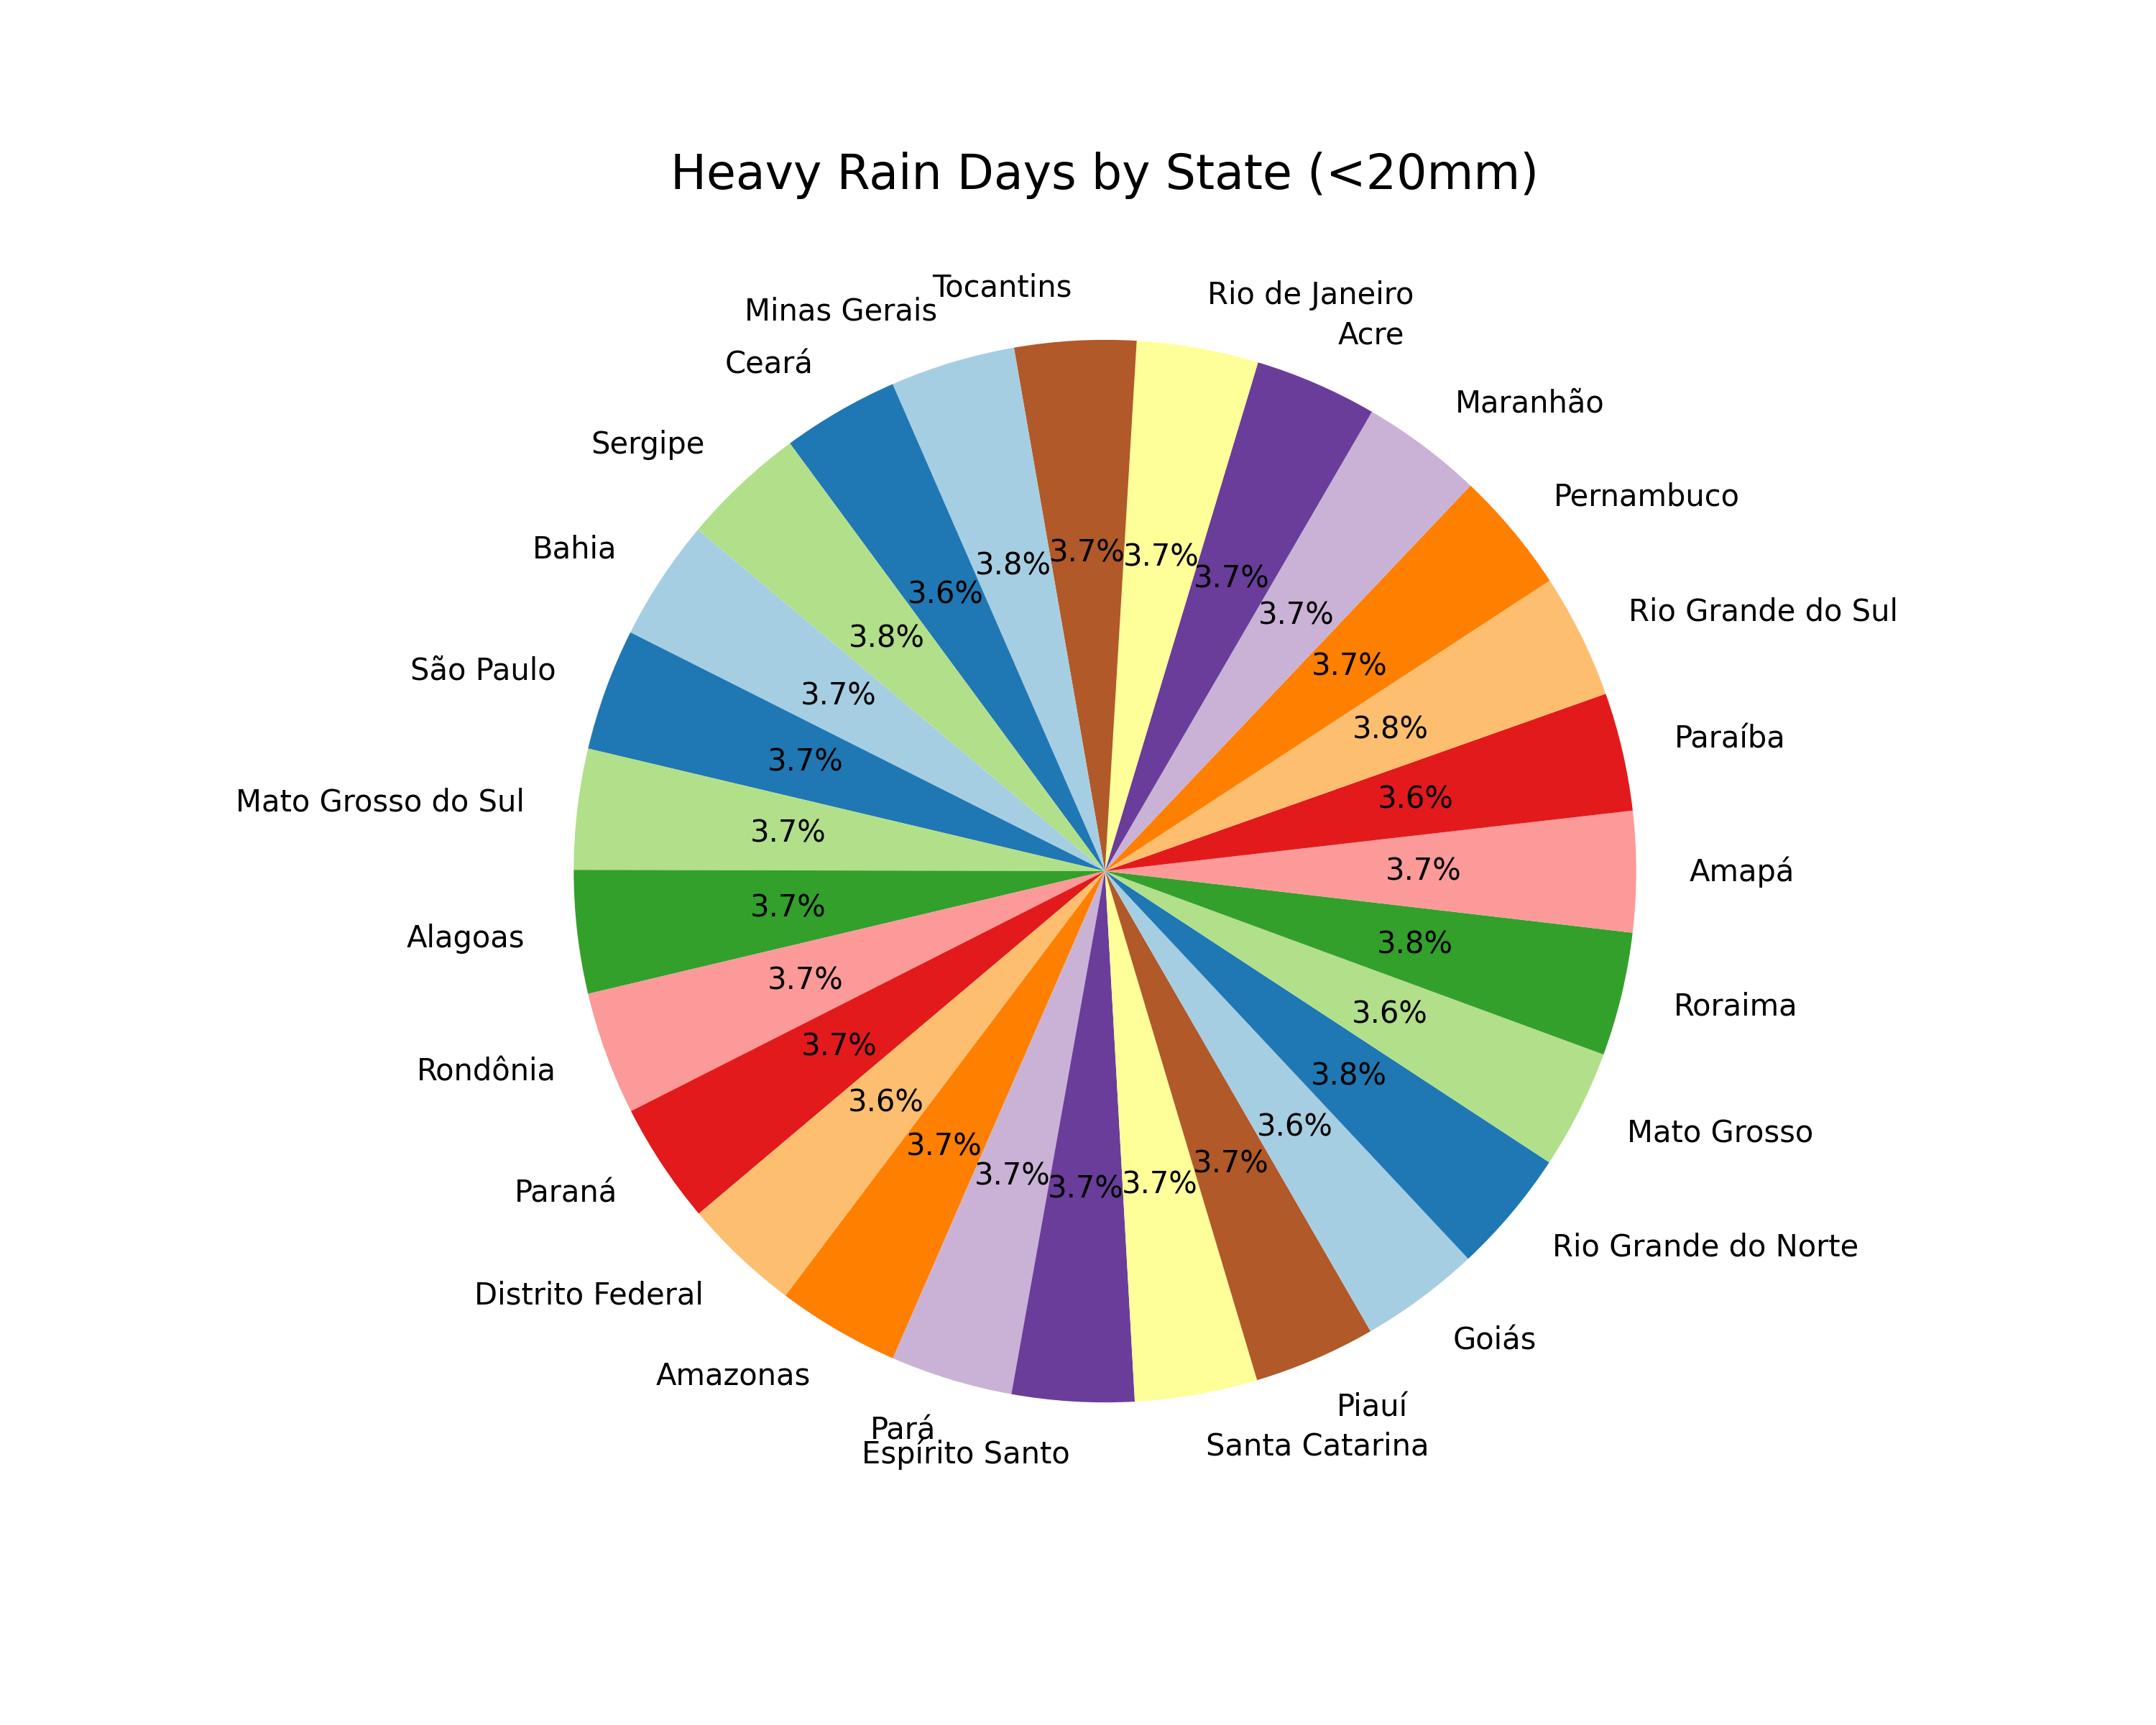 Heavy Rain Days by State (<20mm)
Tocantins
Rio de Janeiro
Minas Gerais
Acre
Ceará
Maranhão
Sergipe
Pernambuco
Bahia
Rio Grande do Sul
São Paulo
Paraíba
Mato Grosso do Sul
Amapá
Alagoas
Roraima
Rondônia
Mato Grosso
Paraná
Rio Grande do Norte
Distrito Federal
Goiás
Amazonas
Piauí
Pará
Santa Catarina
Espírito Santo
3.7%
3.7%
3.8%
3.7%
3.6%
3.7%
3.8%
3.7%
3.7%
3.8%
3.7%
3.6%
3.7%
3.7%
3.7%
3.8%
3.7%
3.6%
3.7%
3.8%
3.6%
3.6%
3.7%
3.7%
3.7%
3.7%
3.7%